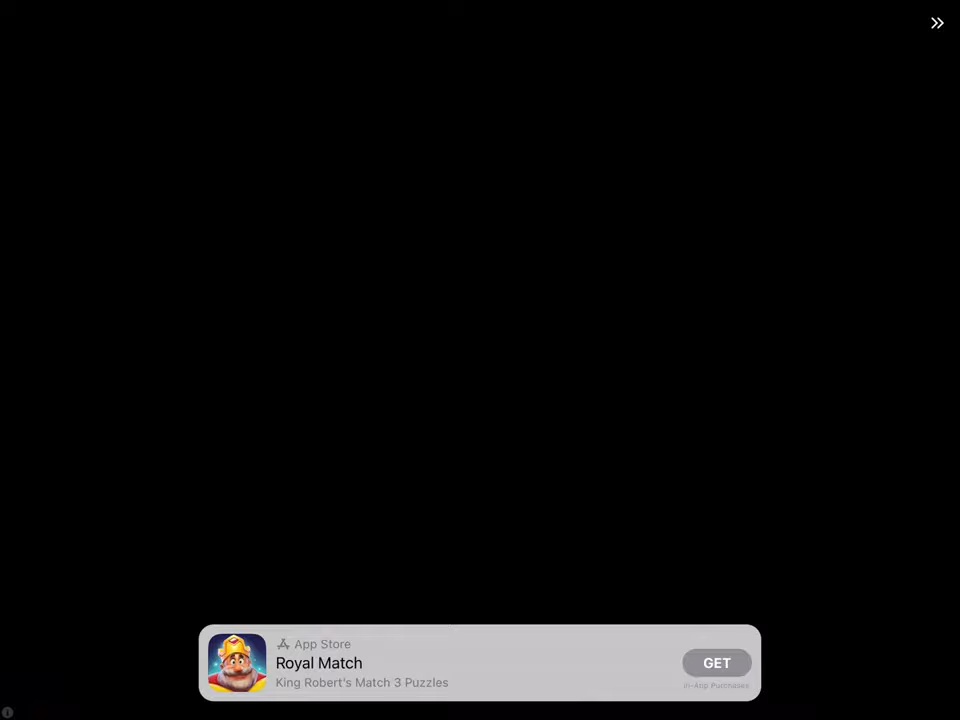 App Store
Royal Match
King Robert's Match 3 Puzzles
GET
In-App Purchases